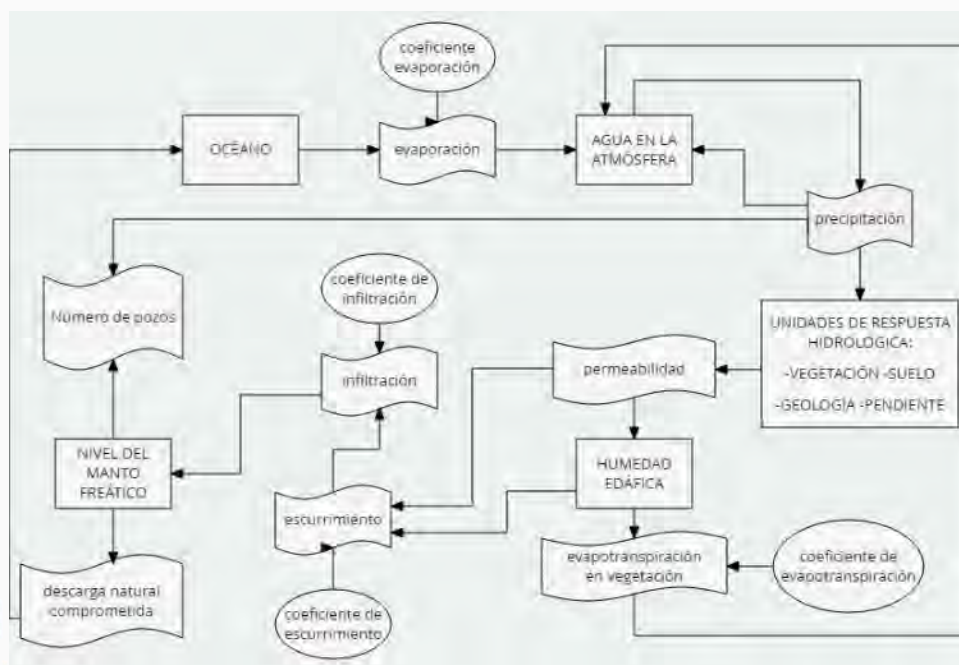 coeficiente
evaporación
OCÉANO
evaporación
AGUA EN LA
ATMÓSFERA
precipitación
Número de pozos
coeficiente de
infiltración
infiltración
permeabilidad
UNIDADES DE RESPUESTA
HIDROLÓGICA:
-VEGETACIÓN -SUELO
-GEOLOGÍA -PENDIENTE
NIVEL DEL
MANTO
FREÁTICO
HUMEDAD
EDÁFICA
escurrimiento
evapotranspiración
en vegetación
coeficiente de
evapotranspiración
descarga natural
comprometida
coeficiente de
escurrimiento